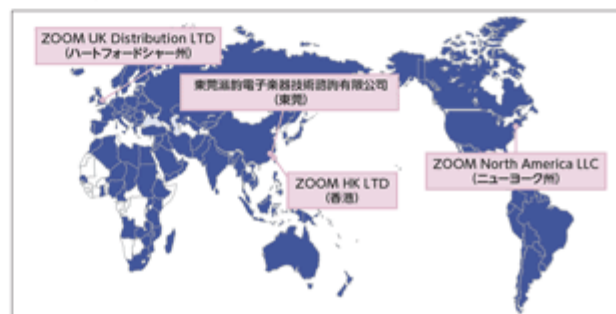 ZOOM UK Distribution LTD
(ハートフォードシャー州)
東莞滋韵電子楽器技術諮詢有限公司
(東莞)
ZOOM HK LTD
(香港)
ZOOM North America LLC
(ニューヨーク州)